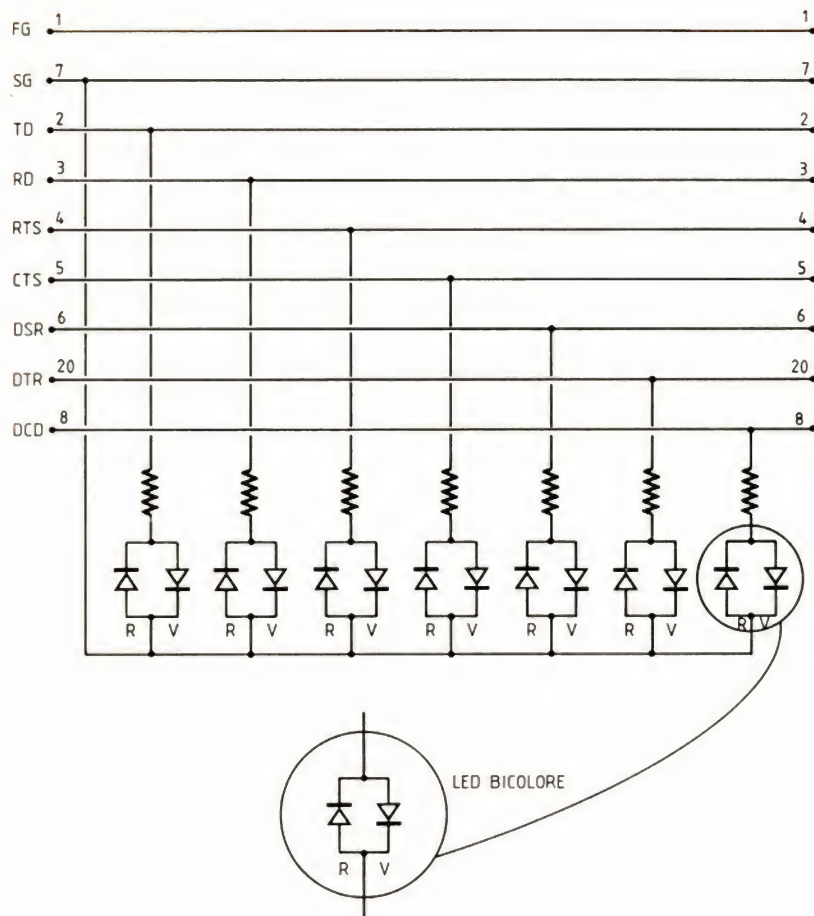 FG 1 1
SG 7 7
TD 2 2
RD 3 3
RTS 4 4
CTS 5 5
DSR 6 6
DTR 20 20
DCD 8 8
R V R V R V R V R V R V R V
LED BICOLORE
R V